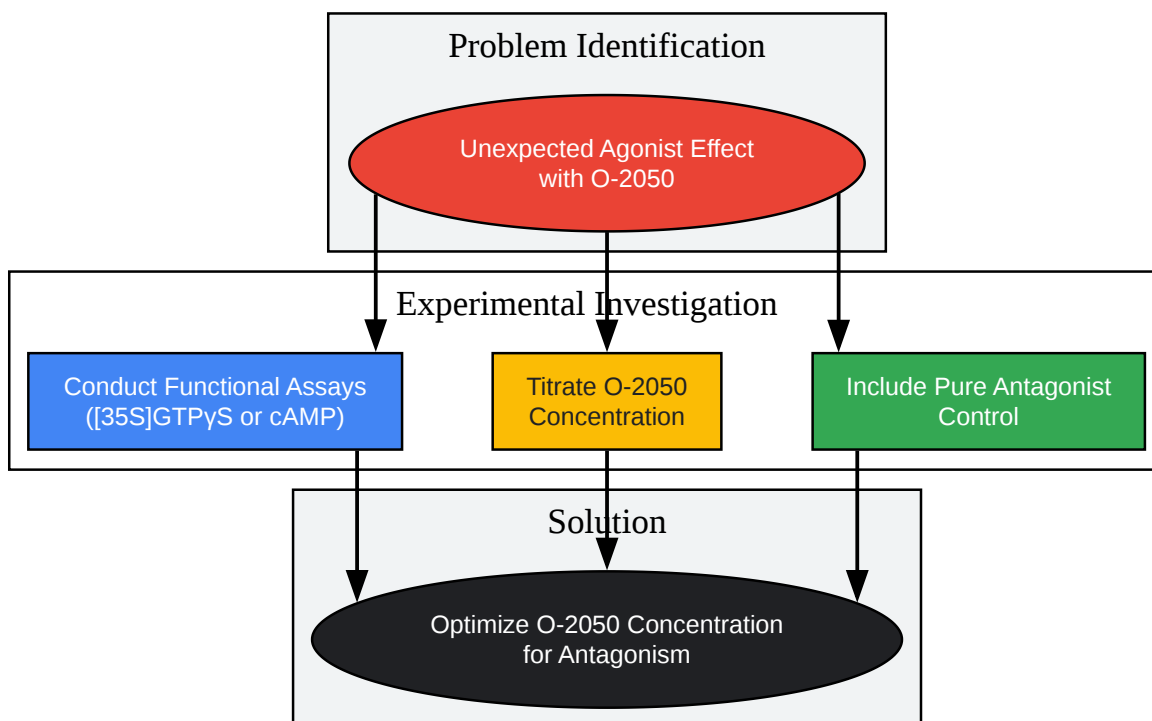 Problem Identification
Unexpected Agonist Effect
with O-2050
Experimental Investigation
Conduct Functional Assays
([35S]GTPγS or cAMP)
Titrate O-2050
Concentration
Include Pure Antagonist
Control
Solution
Optimize O-2050 Concentration
for Antagonism